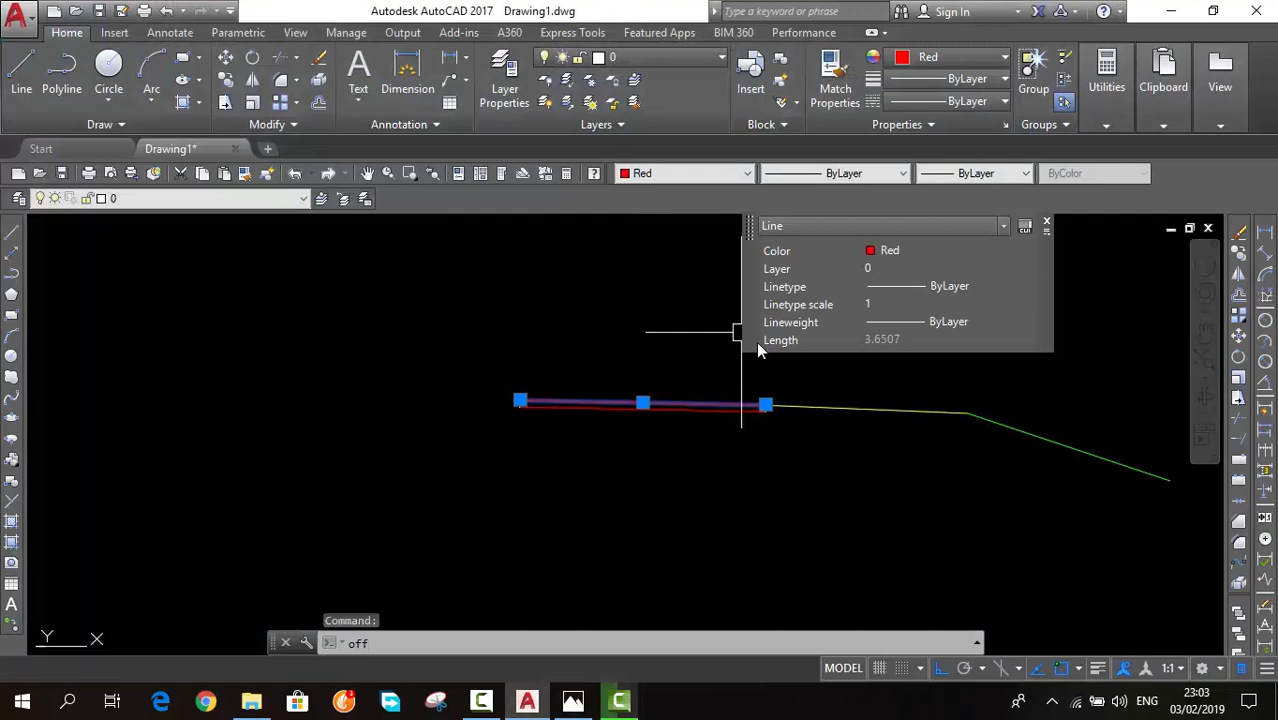 Autodesk AutoCAD 2017 Drawing1.dwg
Type a keyword or phrase
Sign In
Home Insert Annotate Parametric View Manage Output Add-ins A360 Express Tools Featured Apps BIM 360 Performance
Line Polyline Circle Arc
Text Dimension
Layer Properties
0
Insert
Match Properties
Red
ByLayer
ByLayer
Group Utilities Clipboard View
Draw Modify Annotation Layers Block Properties Groups
Start Drawing1*
Red ByLayer ByLayer ByColor
0
Line
Color Red
Layer 0
Linetype ByLayer
Linetype scale 1
Lineweight ByLayer
Length 3.6507
Command:
off
Y X
MODEL 1:1
ENG
23:03
03/02/2019